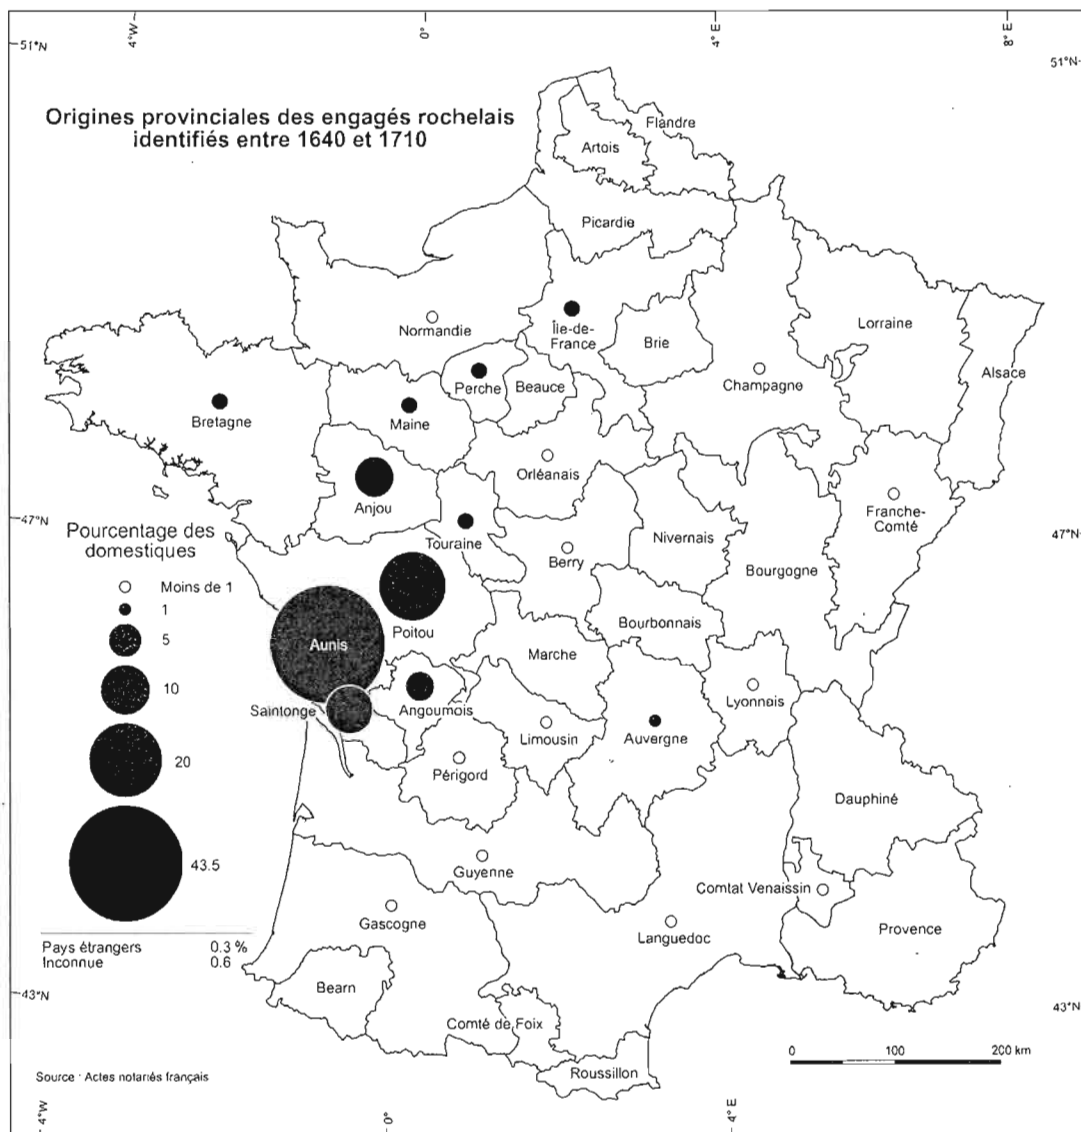 4°W
0°
4°E
8°E
51°N
51°N
Origines provinciales des engagés rochelais
identifiés entre 1640 et 1710
Flandre
Artois
Picardie
Normandie
Île-de-
France
Brie
Lorraine
Alsace
Champagne
Perche
Beauce
Bretagne
Maine
Orléanais
Anjou
Franche-
Comté
47°N
47°N
Touraine
Nivernais
Berry
Bourgogne
Pourcentage des
domestiques
Moins de 1
1
5
10
20
43.5
Pays étrangers 0.3 %
Inconnue 0.6
Poitou
Bourbonnais
Aunis
Marche
Saintonge
Angoumois
Lyonnais
Limousin
Auvergne
Périgord
Dauphiné
Guyenne
Comtat Venaissin
Gascogne
Languedoc
Provence
Bearn
43°N
43°N
Comté de Foix
Roussillon
0 100 200 km
Source : Actes notariés français
4°W
0°
4°E